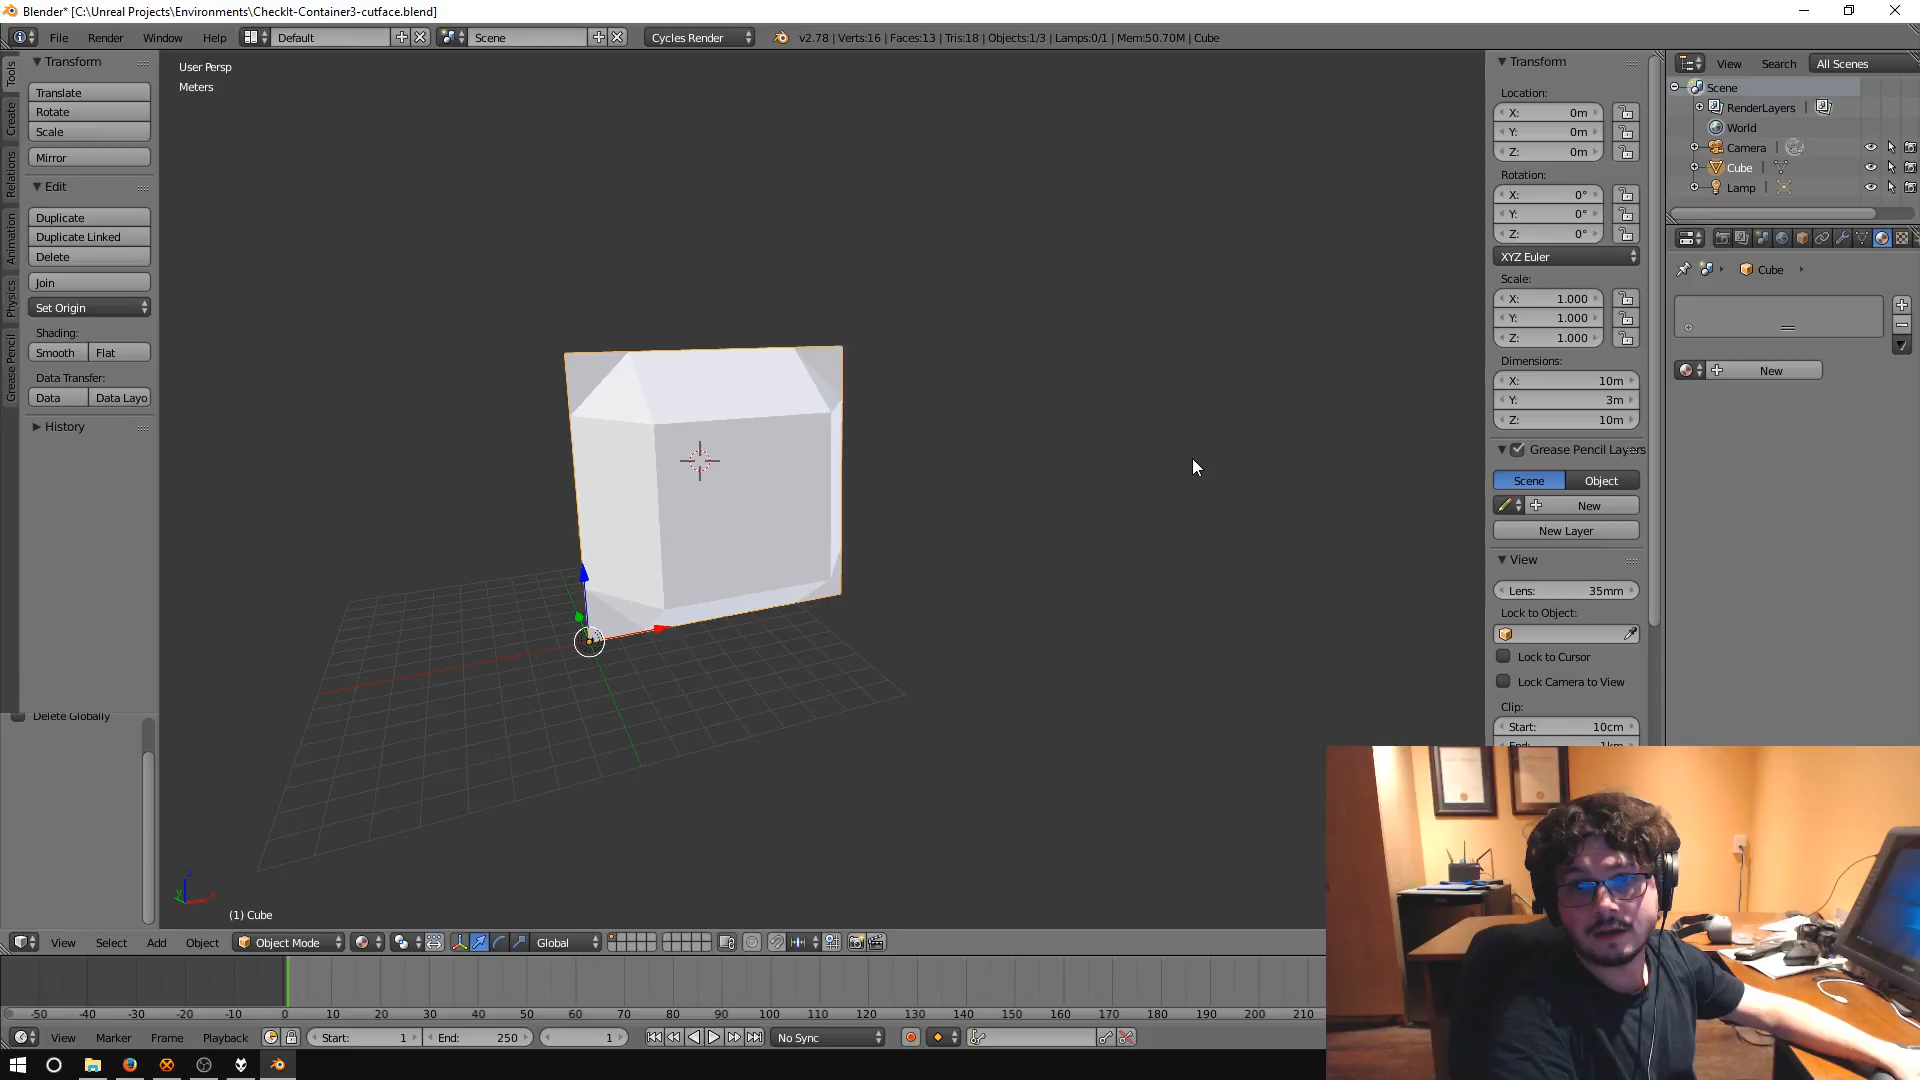 Blender* [C:\Unreal Projects\Environments\CheckIt-Container3-cutface.blend]
File Render Window Help Default Scene Cycles Render v2.78 | Verts:16 | Faces:13 | Tris:18 | Objects:1/3 | Lamps:0/1 | Mem:50.70M | Cube
Tools
Create
Relations
Animation
Physics
Grease Pencil
Transform
Translate
Rotate
Scale
Mirror
Edit
Duplicate
Duplicate Linked
Delete
Join
Set Origin
Shading:
Smooth Flat
Data Transfer:
Data Data Layo
History
Delete Globally
User Persp
Meters
(1) Cube
Transform
Location:
X: 0m
Y: 0m
Z: 0m
Rotation:
X: 0°
Y: 0°
Z: 0°
XYZ Euler
Scale:
X: 1.000
Y: 1.000
Z: 1.000
Dimensions:
X: 10m
Y: 3m
Z: 10m
Grease Pencil Layers
Scene Object
New
New Layer
View
Lens: 35mm
Lock to Object:
Lock to Cursor
Lock Camera to View
Clip:
Start: 10cm
End: 1km
View Search All Scenes
Scene
RenderLayers |
World
Camera |
Cube |
Lamp |
Cube
New
View Select Add Object Object Mode Global
-50 -40 -30 -20 -10 0 10 20 30 40 50 60 70 80 90 100 110 120 130 140 150 160 170 180 190 200 210
View Marker Frame Playback Start: 1 End: 250 1 No Sync